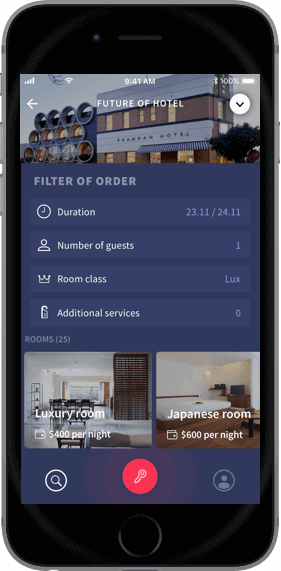 9:41 AM 100%
FUTURE OF HOTEL
PRAHRAN HOTEL
FILTER OF ORDER
Duration 23.11 / 24.11
Number of guests 1
Room class Lux
Additional services 0
ROOMS (25)
Luxury room Japanese room
$400 per night $600 per night